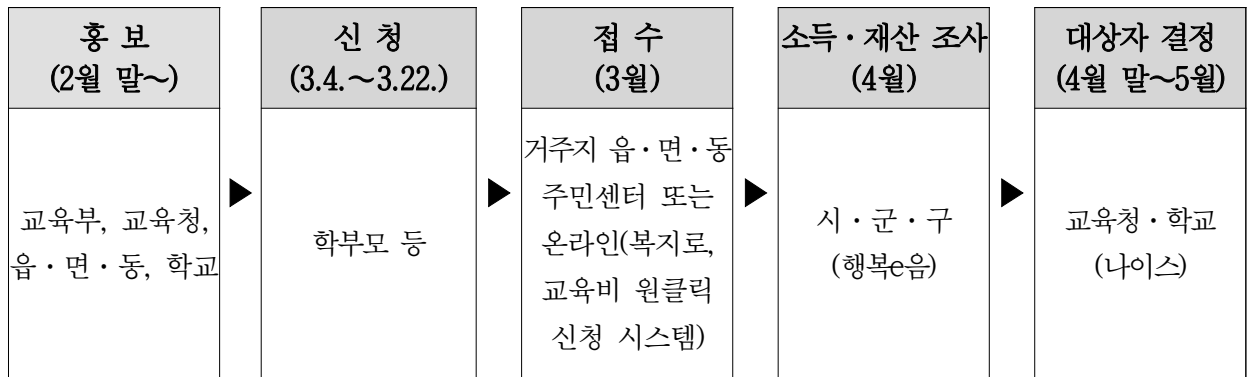 홍 보
(2월 말~)
교육부, 교육청,
읍・면・동, 학교
▶
신 청
(3.4.~3.22.)
학부모 등
▶
접 수
(3월)
거주지 읍・면・동
주민센터 또는
온라인(복지로,
교육비 원클릭
신청 시스템)
▶
소득・재산 조사
(4월)
시・군・구
(행복e음)
▶
대상자 결정
(4월 말~5월)
교육청・학교
(나이스)